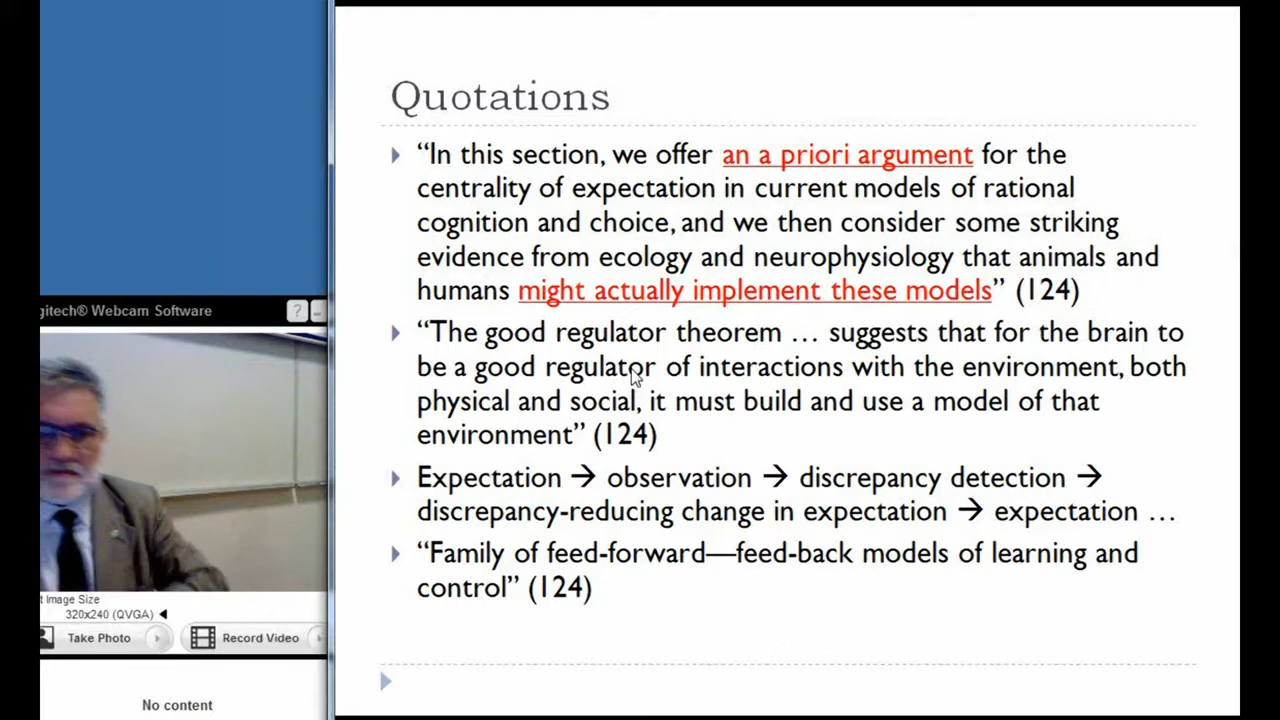 Quotations
“In this section, we offer an a priori argument for the
centrality of expectation in current models of rational
cognition and choice, and we then consider some striking
evidence from ecology and neurophysiology that animals and
humans might actually implement these models” (124)
“The good regulator theorem … suggests that for the brain to
be a good regulator of interactions with the environment, both
physical and social, it must build and use a model of that
environment” (124)
Expectation → observation → discrepancy detection →
discrepancy-reducing change in expectation → expectation …
“Family of feed-forward—feed-back models of learning and
control” (124)
gitech® Webcam Software
?
t Image Size
320x240 (QVGA)
Take Photo
Record Video
No content